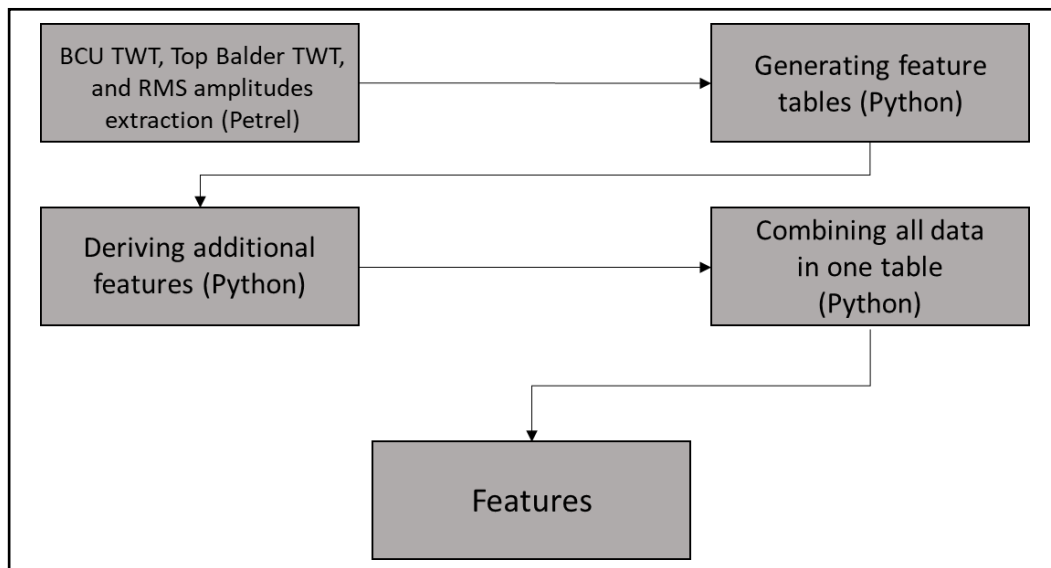 BCU TWT, Top Balder TWT,
and RMS amplitudes
extraction (Petrel)
Generating feature
tables (Python)
Deriving additional
features (Python)
Combining all data
in one table
(Python)
Features